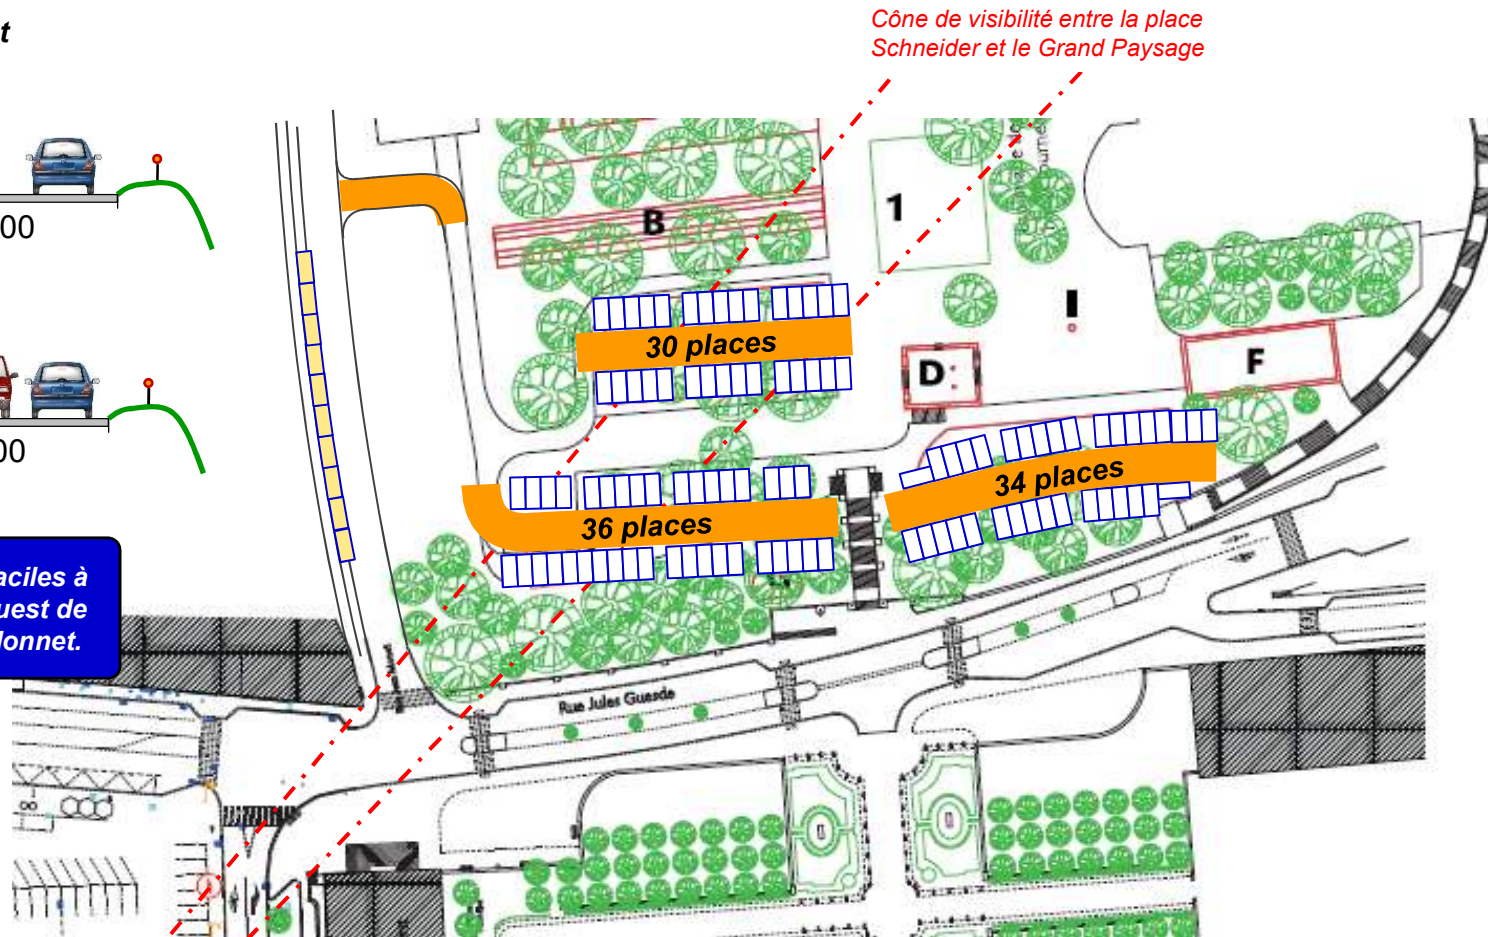 t
Cône de visibilité entre la place
Schneider et le Grand Paysage
00
B
1
30 places
I
D
F
00
34 places
36 places
aciles à
uest de
lonnet.
Rue Jules Guesde